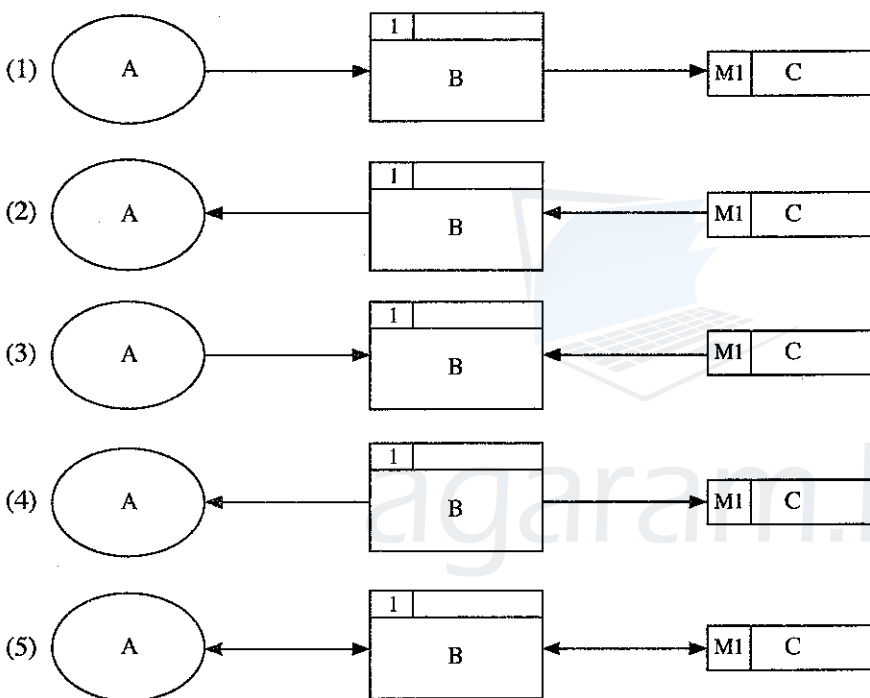 1
(1) A B M1 C
1
(2) A B M1 C
1
(3) A B M1 C
1
(4) A B M1 C
1
(5) A B M1 C
agaram.l